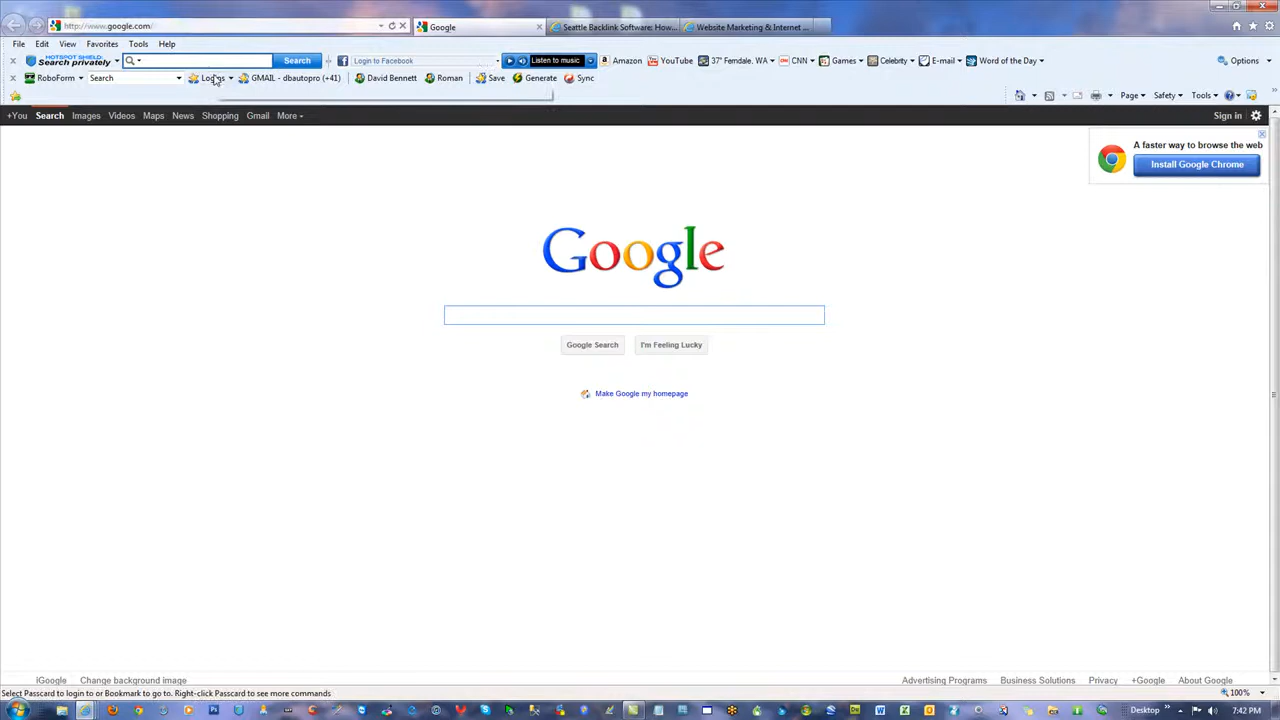 http://www.google.com/
Google
Seattle Backlink Software: How...
Website Marketing & Internet ...
File Edit View Favorites Tools Help
HOTSPOT SHIELD
Search privately
Search
Login to Facebook
Listen to music
Amazon
YouTube
37° Ferndale, WA
CNN
Games
Celebrity
E-mail
Word of the Day
Options
RoboForm
Search
Logins
GMAIL - dbautopro (+41)
David Bennett
Roman
Save
Generate
Sync
Page
Safety
Tools
+You Search Images Videos Maps News Shopping Gmail More
Sign in
A faster way to browse the web
Install Google Chrome
Google
Google Search
I'm Feeling Lucky
Make Google my homepage
iGoogle Change background image
Advertising Programs Business Solutions Privacy +Google About Google
Select Passcard to login to or Bookmark to go to. Right-click Passcard to see more commands
100%
Desktop
7:42 PM